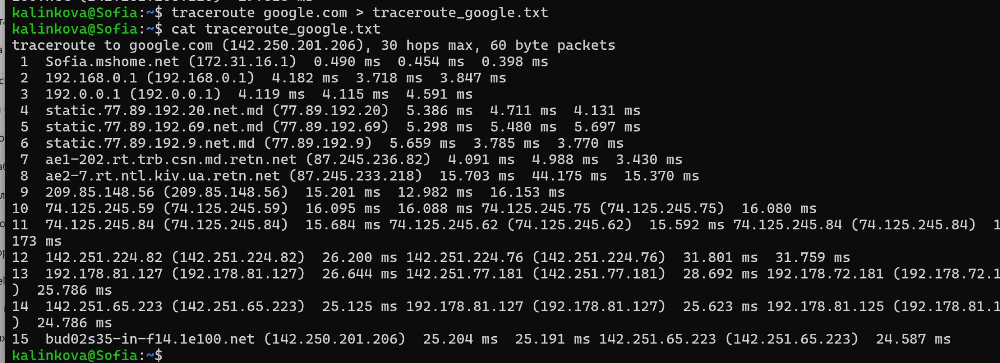 kalinkova@Sofia:~$ traceroute google.com > traceroute_google.txt
kalinkova@Sofia:~$ cat traceroute_google.txt
traceroute to google.com (142.250.201.206), 30 hops max, 60 byte packets
 1  Sofia.mshome.net (172.31.16.1)  0.490 ms  0.454 ms  0.398 ms
 2  192.168.0.1 (192.168.0.1)  4.182 ms  3.718 ms  3.847 ms
 3  192.0.0.1 (192.0.0.1)  4.119 ms  4.115 ms  4.591 ms
 4  static.77.89.192.20.net.md (77.89.192.20)  5.386 ms  4.711 ms  4.131 ms
 5  static.77.89.192.69.net.md (77.89.192.69)  5.298 ms  5.480 ms  5.697 ms
 6  static.77.89.192.9.net.md (77.89.192.9)  5.659 ms  3.785 ms  3.770 ms
 7  ae1-202.rt.trb.csn.md.retn.net (87.245.236.82)  4.091 ms  4.988 ms  3.430 ms
 8  ae2-7.rt.ntl.kiv.ua.retn.net (87.245.233.218)  15.703 ms  44.175 ms  15.370 ms
 9  209.85.148.56 (209.85.148.56)  15.201 ms  12.982 ms  16.153 ms
10  74.125.245.59 (74.125.245.59)  16.095 ms  16.088 ms 74.125.245.75 (74.125.245.75)  16.080 ms
11  74.125.245.84 (74.125.245.84)  15.684 ms 74.125.245.62 (74.125.245.62)  15.592 ms 74.125.245.84 (74.125.245.84)  1
173 ms
12  142.251.224.82 (142.251.224.82)  26.200 ms 142.251.224.76 (142.251.224.76)  31.801 ms  31.759 ms
13  192.178.81.127 (192.178.81.127)  26.644 ms 142.251.77.181 (142.251.77.181)  28.692 ms 192.178.72.181 (192.178.72.1
)  25.786 ms
14  142.251.65.223 (142.251.65.223)  25.125 ms 192.178.81.127 (192.178.81.127)  25.623 ms 192.178.81.125 (192.178.81.1
)  24.786 ms
15  bud02s35-in-f14.1e100.net (142.250.201.206)  25.204 ms  25.191 ms 142.251.65.223 (142.251.65.223)  24.587 ms
kalinkova@Sofia:~$